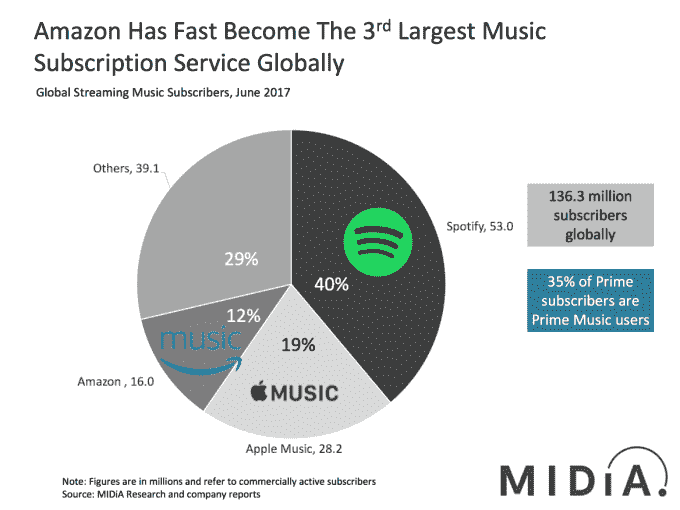 Amazon Has Fast Become The 3rd Largest Music
Subscription Service Globally
Global Streaming Music Subscribers, June 2017
Others, 39.1
136.3 million
subscribers
globally
Spotify, 53.0
29%
40%
35% of Prime
subscribers are
Prime Music users
12%
music
19%
Amazon , 16.0
MUSIC
Apple Music, 28.2
Note: Figures are in millions and refer to commercially active subscribers
Source: MIDiA Research and company reports
MIDiA.